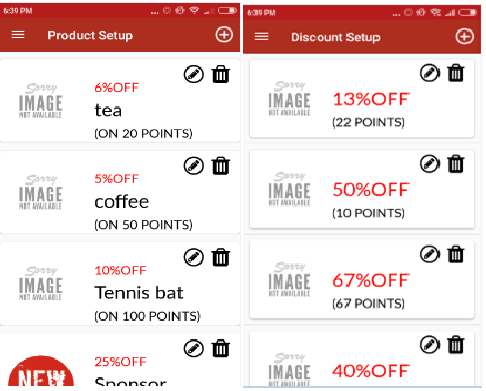 6:39 PM
Product Setup
Sorry
IMAGE
NOT AVAILABLE
6%OFF
tea
(ON 20 POINTS)
Sorry
IMAGE
NOT AVAILABLE
5%OFF
coffee
(ON 50 POINTS)
Sorry
IMAGE
NOT AVAILABLE
10%OFF
Tennis bat
(ON 100 POINTS)
NEW
25%OFF
Sponsor
6:39 PM
Discount Setup
Sorry
IMAGE
NOT AVAILABLE
13%OFF
(22 POINTS)
Sorry
IMAGE
NOT AVAILABLE
50%OFF
(10 POINTS)
Sorry
IMAGE
NOT AVAILABLE
67%OFF
(67 POINTS)
Sorry
IMAGE
40%OFF